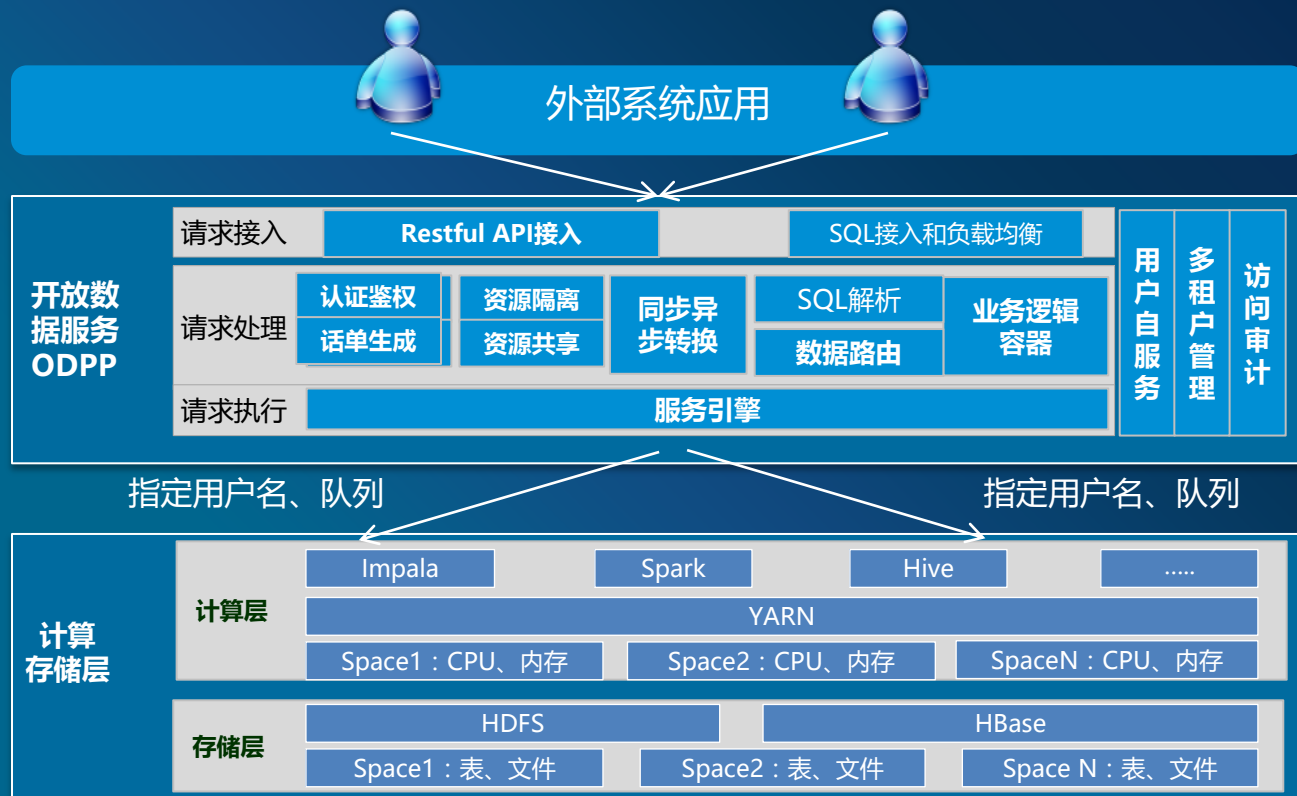 外部系统应用
开放数
据服务
ODPP
请求接入
Restful API接入
SQL接入和负载均衡
请求处理
认证鉴权
话单生成
资源隔离
资源共享
同步异
步转换
SQL解析
数据路由
业务逻辑
容器
请求执行
服务引擎
用户自服务
多租户管理
访问审计
指定用户名、队列
指定用户名、队列
计算
存储层
计算层
Impala
Spark
Hive
.....
YARN
Space1：CPU、内存
Space2：CPU、内存
SpaceN：CPU、内存
存储层
HDFS
HBase
Space1：表、文件
Space2：表、文件
Space N：表、文件